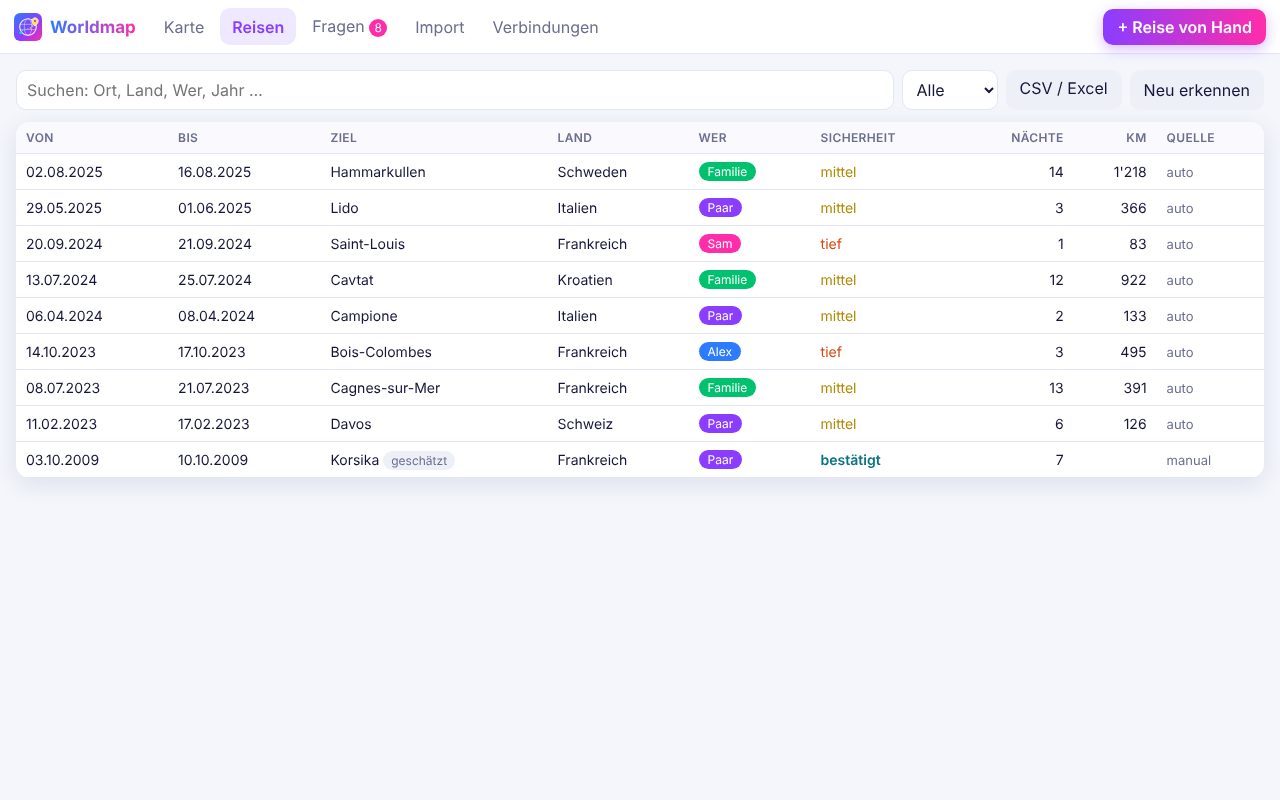 Worldmap Karte Reisen Fragen 8 Import Verbindungen + Reise von Hand
Suchen: Ort, Land, Wer, Jahr ... Alle CSV / Excel Neu erkennen
VON BIS ZIEL LAND WER SICHERHEIT NÄCHTE KM QUELLE
02.08.2025 16.08.2025 Hammarkullen Schweden Familie mittel 14 1'218 auto
29.05.2025 01.06.2025 Lido Italien Paar mittel 3 366 auto
20.09.2024 21.09.2024 Saint-Louis Frankreich Sam tief 1 83 auto
13.07.2024 25.07.2024 Cavtat Kroatien Familie mittel 12 922 auto
06.04.2024 08.04.2024 Campione Italien Paar mittel 2 133 auto
14.10.2023 17.10.2023 Bois-Colombes Frankreich Alex tief 3 495 auto
08.07.2023 21.07.2023 Cagnes-sur-Mer Frankreich Familie mittel 13 391 auto
11.02.2023 17.02.2023 Davos Schweiz Paar mittel 6 126 auto
03.10.2009 10.10.2009 Korsika geschätzt Frankreich Paar bestätigt 7 manual